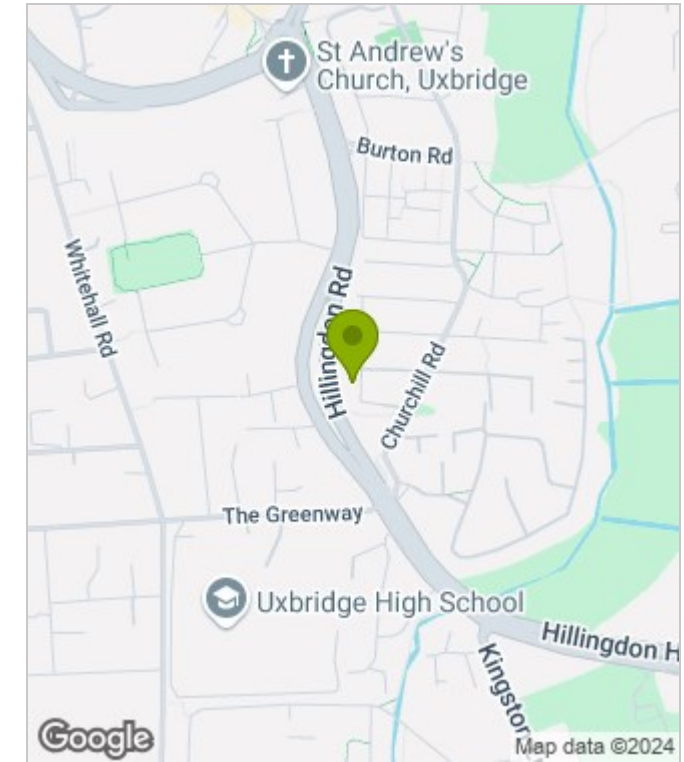 St Andrew's
Church, Uxbridge
Burton Rd
Whitehall Rd
Hillingdon Rd
Churchill Rd
The Greenway
Uxbridge High School
Hillingdon H
Kingston L
Google
Map data ©2024